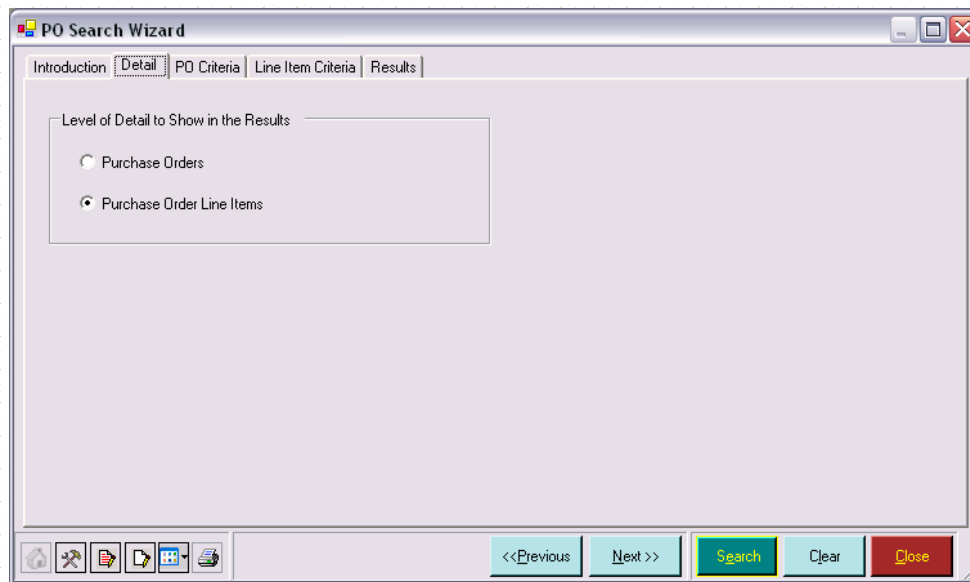 PO Search Wizard
Introduction Detail PO Criteria Line Item Criteria Results
Level of Detail to Show in the Results
Purchase Orders
Purchase Order Line Items
<<Previous Next >> Search Clear Close